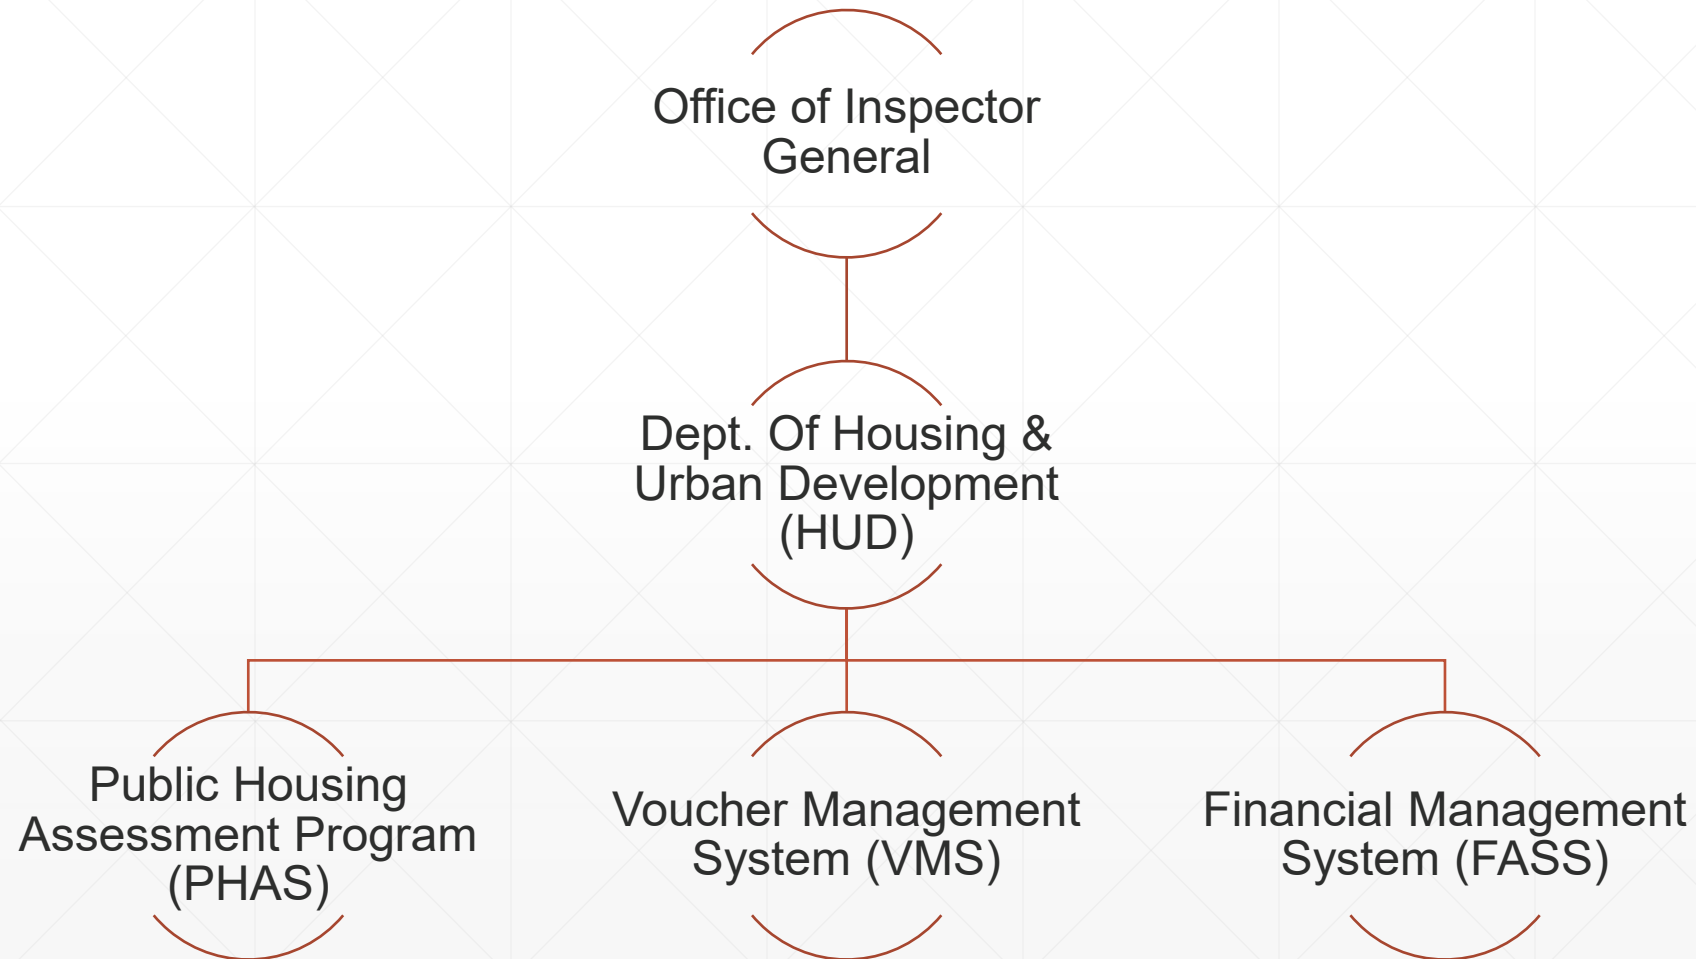 Office of Inspector
General
Dept. Of Housing &
Urban Development
(HUD)
Public Housing
Assessment Program
(PHAS)
Voucher Management
System (VMS)
Financial Management
System (FASS)